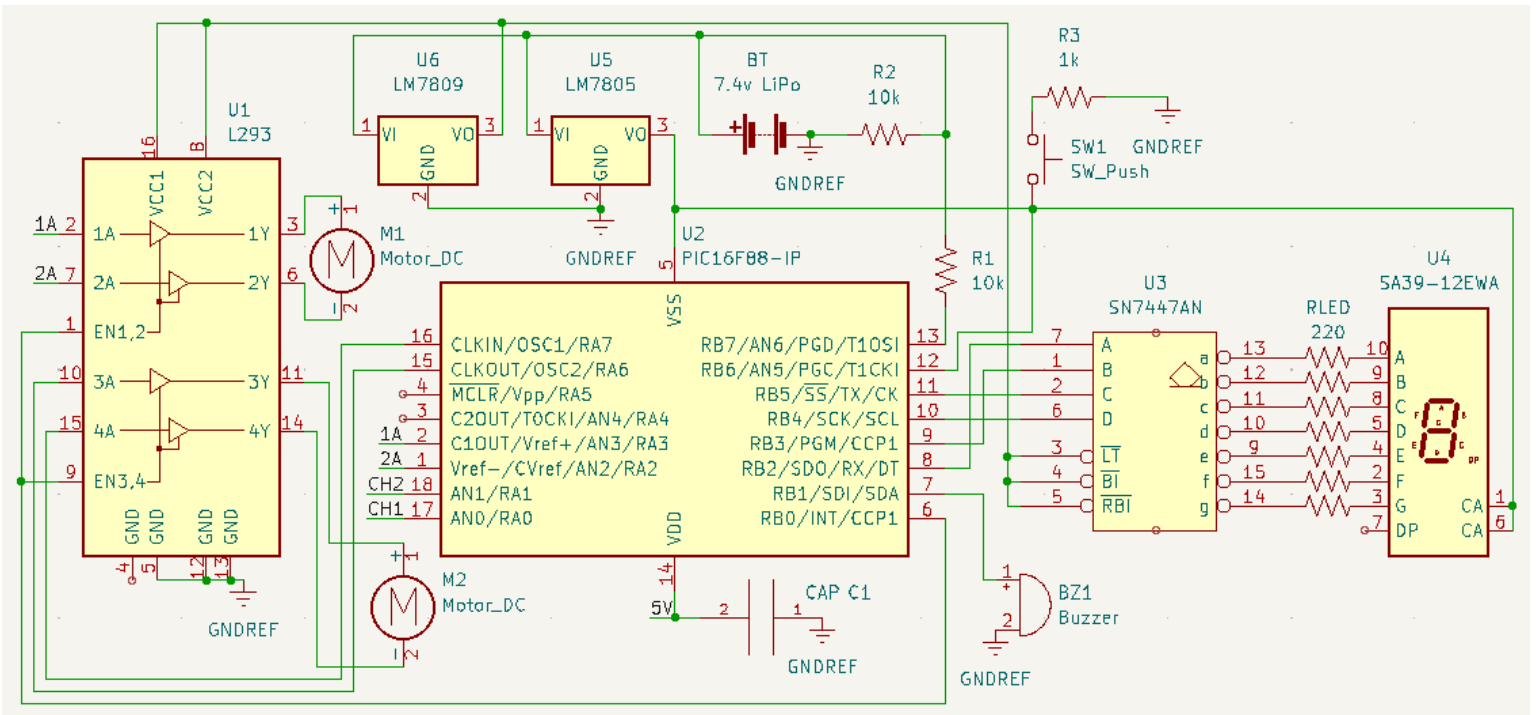 U1
L293
16
8
VCC1
VCC2
1A 2
1A
1Y
3
2A 7
2A
2Y
6
1
EN1,2
10
3A
3Y
11
15
4A
4Y
14
9
EN3,4
GND
GND
GND
GND
4
5
12
13
GNDREF
+
1
M
M1
Motor_DC
-
2
+
1
M
M2
Motor_DC
-
2
U6
LM7809
1
VI
VO
3
GND
2
U5
LM7805
1
VI
VO
3
GND
2
GNDREF
BT
7.4v LiPo
+
GNDREF
R2
10k
R3
1k
SW1
SW_Push
GNDREF
R1
10k
U2
PIC16F88-IP
5
VSS
16
CLKIN/OSC1/RA7
15
CLKOUT/OSC2/RA6
4
MCLR/Vpp/RA5
3
C2OUT/T0CKI/AN4/RA4
1A 2
C1OUT/Vref+/AN3/RA3
2A 1
Vref-/CVref/AN2/RA2
CH2 18
AN1/RA1
CH1 17
AN0/RA0
RB7/AN6/PGD/T1OSI
13
RB6/AN5/PGC/T1CKI
12
RB5/SS/TX/CK
11
RB4/SCK/SCL
10
RB3/PGM/CCP1
9
RB2/SDO/RX/DT
8
RB1/SDI/SDA
7
RB0/INT/CCP1
6
VDD
14
5V
2
1
CAP C1
GNDREF
1
+
2
BZ1
Buzzer
GNDREF
U3
SN7447AN
7
A
1
B
2
C
6
D
3
LT
4
BI
5
RBI
a
13
b
12
c
11
d
10
e
9
f
15
g
14
RLED
220
U4
SA39-12EWA
10
A
9
B
8
C
5
D
4
E
2
F
3
G
7
DP
CA
1
CA
6
A
F
B
G
E
C
DP